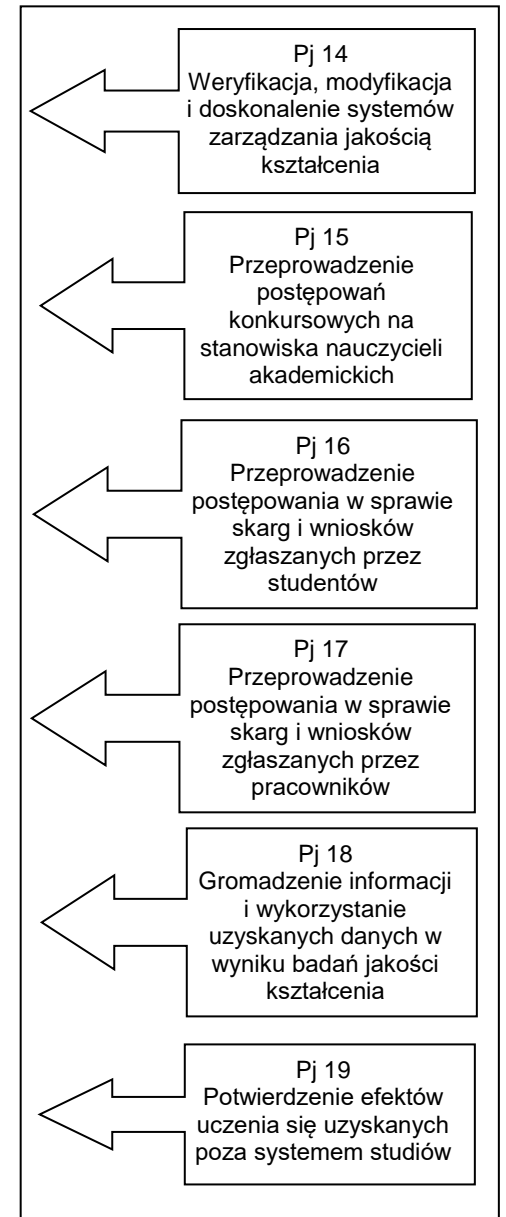 Pj 14
Weryfikacja, modyfikacja
i doskonalenie systemów
zarządzania jakością
kształcenia
Pj 15
Przeprowadzenie
postępowań
konkursowych na
stanowiska nauczycieli
akademickich
Pj 16
Przeprowadzenie
postępowania w sprawie
skarg i wniosków
zgłaszanych przez
studentów
Pj 17
Przeprowadzenie
postępowania w sprawie
skarg i wniosków
zgłaszanych przez
pracowników
Pj 18
Gromadzenie informacji
i wykorzystanie
uzyskanych danych w
wyniku badań jakości
kształcenia
Pj 19
Potwierdzenie efektów
uczenia się uzyskanych
poza systemem studiów